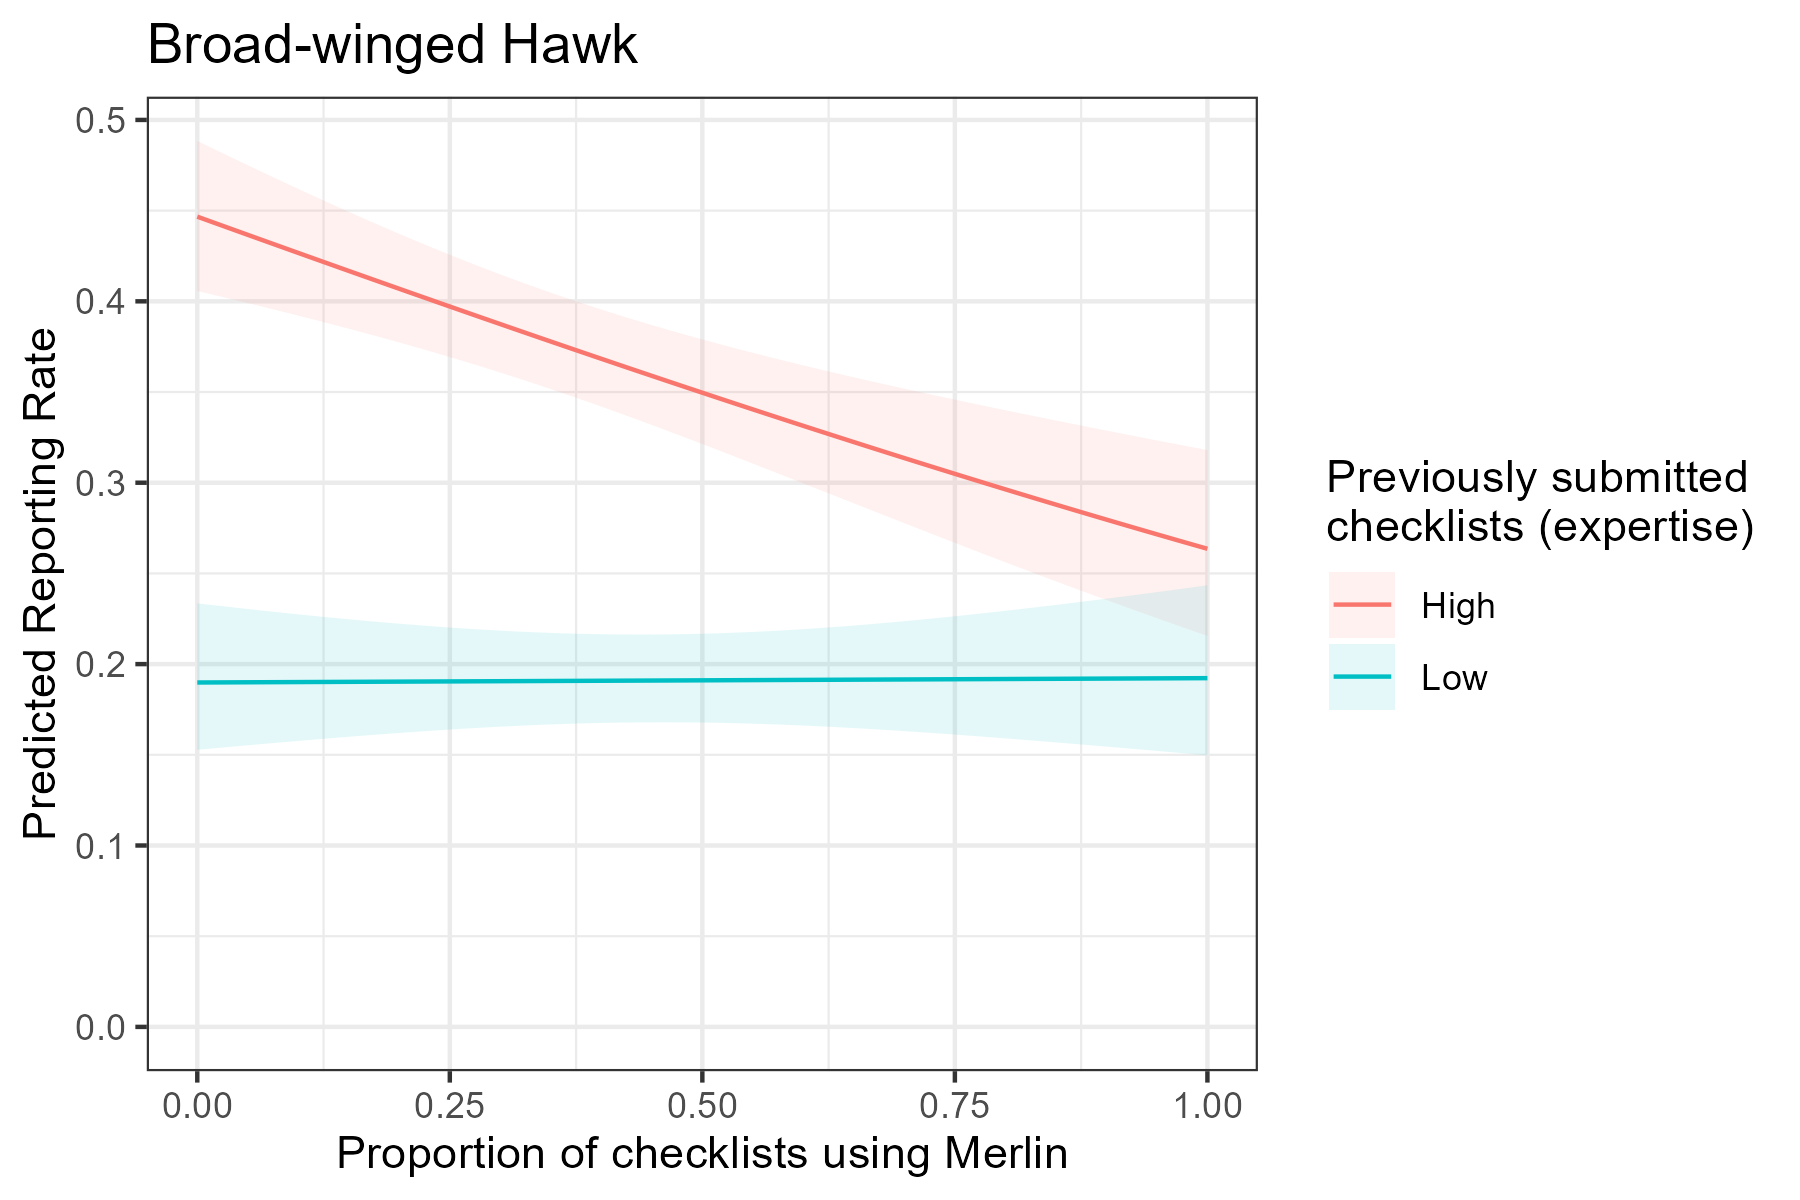 Broad-winged Hawk
0.5
0.4
0.3
0.2
0.1
0.0
Predicted Reporting Rate
0.00 0.25 0.50 0.75 1.00
Proportion of checklists using Merlin
Previously submitted
checklists (expertise)
High
Low